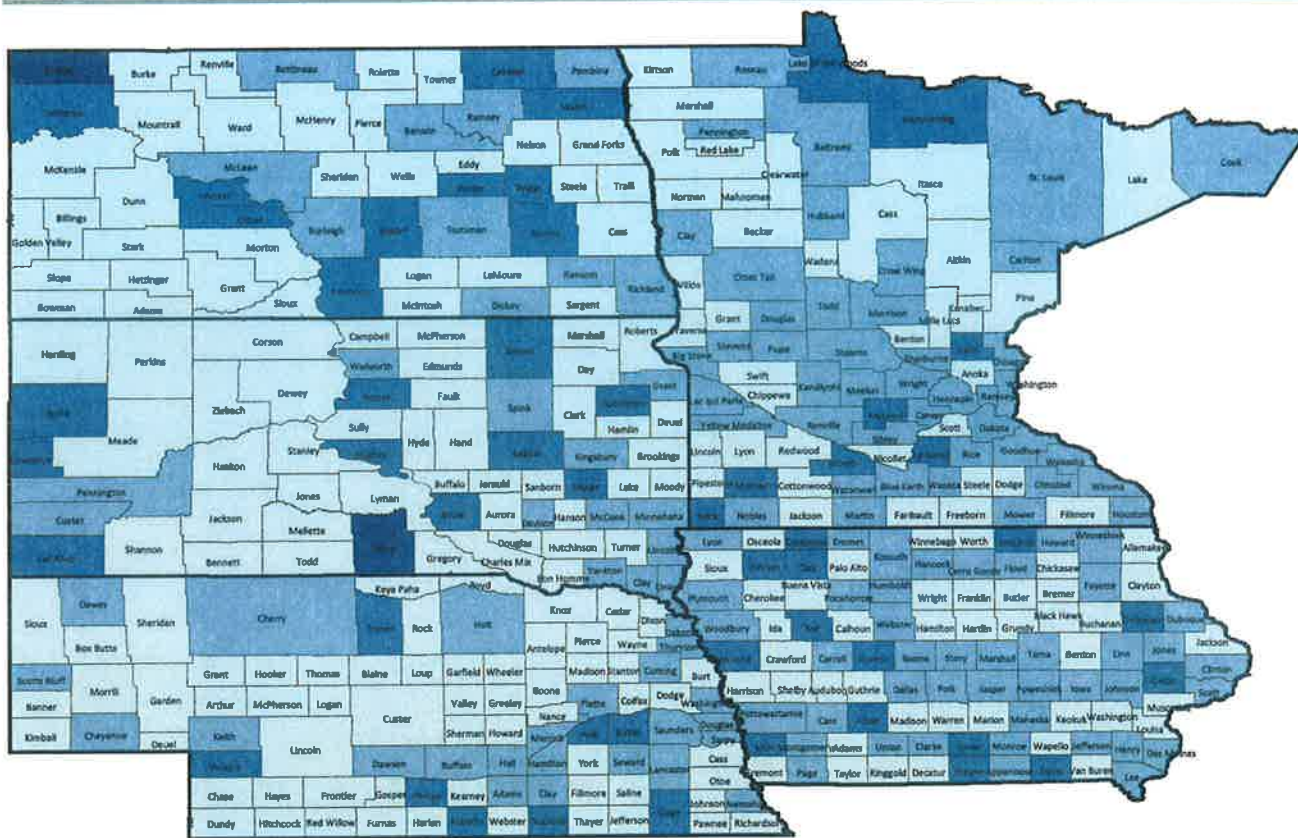 Burke
Renville
Bottineau
Rolette
Towner
Cavalier
Pembina
Mountrail
Ward
McHenry
Pierce
Benson
Ramsey
Walsh
McKenzie
McLean
Sheridan
Wells
Eddy
Nelson
Grand Forks
Dunn
Steele
Traill
Billings
Golden Valley
Stark
Morton
Burleigh
Stutsman
Cass
Slope
Hettinger
Grant
Logan
LaMoure
Ransom
Richland
Bowman
Adams
Sioux
McIntosh
Dickey
Sargent
Harding
Perkins
Corson
Campbell
McPherson
Marshall
Roberts
Walworth
Edmunds
Day
Grant
Dewey
Ziebach
Faulk
Spink
Clark
Meade
Sully
Hyde
Hand
Hamlin
Deuel
Haakon
Stanley
Kingsbury
Brookings
Pennington
Jones
Lyman
Buffalo
Jerauld
Sanborn
Lake
Moody
Custer
Jackson
Mellette
Aurora
Davison
Hanson
McCook
Minnehaha
Shannon
Bennett
Todd
Gregory
Douglas
Charles Mix
Hutchinson
Turner
Lincoln
Bon Homme
Yankton
Clay
Kittson
Roseau
Marshall
Pennington
Red Lake
Polk
Beltrami
Clearwater
Itasca
St. Louis
Lake
Cook
Norman
Mahnomen
Hubbard
Cass
Clay
Becker
Wadena
Crow Wing
Aitkin
Carlton
Wilkin
Otter Tail
Todd
Morrison
Pine
Kanabec
Mille Lacs
Grant
Douglas
Benton
Traverse
Stevens
Pope
Stearns
Sherburne
Big Stone
Swift
Anoka
Washington
Chippewa
Kandiyohi
Meeker
Wright
Hennepin
Ramsey
Lac qui Parle
Yellow Medicine
Renville
Carver
Scott
Dakota
Sibley
Lincoln
Lyon
Redwood
Nicollet
Rice
Goodhue
Wabasha
Pipestone
Cottonwood
Watonwan
Blue Earth
Waseca
Steele
Dodge
Olmsted
Winona
Nobles
Jackson
Martin
Faribault
Freeborn
Mower
Fillmore
Houston
Sioux
Dawes
Sheridan
Cherry
Keya Paha
Boyd
Rock
Holt
Knox
Cedar
Dixon
Box Butte
Antelope
Pierce
Wayne
Scotts Bluff
Morrill
Garden
Grant
Hooker
Thomas
Blaine
Loup
Garfield
Wheeler
Madison
Stanton
Cuming
Burt
Banner
Arthur
McPherson
Logan
Custer
Valley
Greeley
Boone
Platte
Colfax
Dodge
Washington
Nance
Kimball
Cheyenne
Deuel
Keith
Lincoln
Sherman
Howard
Merrick
Saunders
Douglas
Sarpy
Dawson
Buffalo
Hall
Hamilton
York
Seward
Lancaster
Cass
Otoe
Chase
Hayes
Frontier
Gosper
Kearney
Adams
Clay
Fillmore
Saline
Johnson
Nemaha
Dundy
Hitchcock
Red Willow
Furnas
Harlan
Webster
Thayer
Jefferson
Pawnee
Richardson
Lyon
Osceola
Winnebago
Worth
Howard
Winneshiek
Allamakee
Sioux
Palo Alto
Kossuth
Hancock
Cerro Gordo
Floyd
Chickasaw
Plymouth
Cherokee
Buena Vista
Pocahontas
Humboldt
Wright
Franklin
Butler
Bremer
Fayette
Clayton
Woodbury
Ida
Calhoun
Webster
Hamilton
Hardin
Grundy
Black Hawk
Buchanan
Dubuque
Jackson
Crawford
Carroll
Boone
Story
Marshall
Tama
Benton
Linn
Jones
Clinton
Harrison
Shelby
Audubon
Guthrie
Dallas
Polk
Jasper
Poweshiek
Iowa
Johnson
Scott
Pottawattamie
Cass
Madison
Warren
Marion
Mahaska
Keokuk
Washington
Louisa
Montgomery
Adams
Union
Clarke
Monroe
Wapello
Jefferson
Henry
Des Moines
Page
Taylor
Ringgold
Decatur
Van Buren
Lee